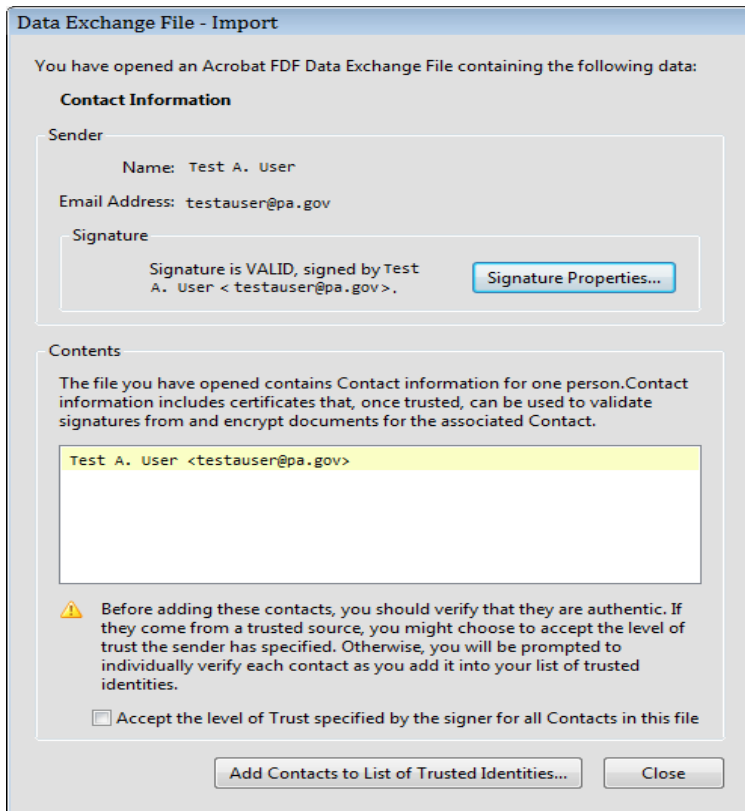 Data Exchange File - Import
You have opened an Acrobat FDF Data Exchange File containing the following data:
Contact Information
Sender
Name: Test A. User
Email Address: testauser@pa.gov
Signature
Signature is VALID, signed by Test
A. User < testauser@pa.gov>.
Signature Properties...
Contents
The file you have opened contains Contact information for one person.Contact
information includes certificates that, once trusted, can be used to validate
signatures from and encrypt documents for the associated Contact.
Test A. User <testauser@pa.gov>
Before adding these contacts, you should verify that they are authentic. If
they come from a trusted source, you might choose to accept the level of
trust the sender has specified. Otherwise, you will be prompted to
individually verify each contact as you add it into your list of trusted
identities.
Accept the level of Trust specified by the signer for all Contacts in this file
Add Contacts to List of Trusted Identities...
Close